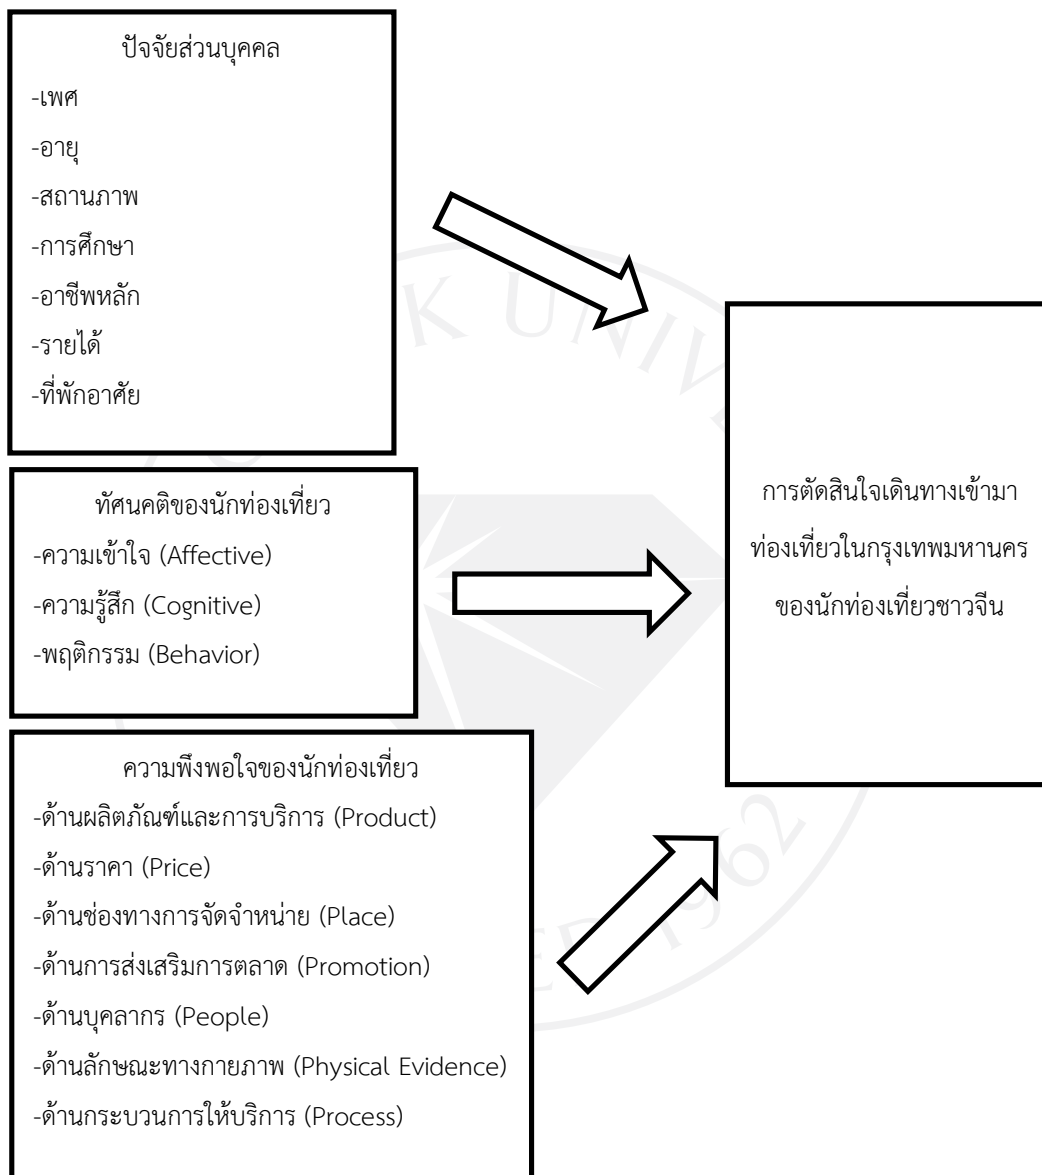 ปัจจัยส่วนบุคคล
-เพศ
-อายุ
-สถานภาพ
-การศึกษา
-อาชีพหลัก
-รายได้
-ที่พักอาศัย
ทัศนคติของนักท่องเที่ยว
-ความเข้าใจ (Affective)
-ความรู้สึก (Cognitive)
-พฤติกรรม (Behavior)
ความพึงพอใจของนักท่องเที่ยว
-ด้านผลิตภัณฑ์และการบริการ (Product)
-ด้านราคา (Price)
-ด้านช่องทางการจัดจำหน่าย (Place)
-ด้านการส่งเสริมการตลาด (Promotion)
-ด้านบุคลากร (People)
-ด้านลักษณะทางกายภาพ (Physical Evidence)
-ด้านกระบวนการให้บริการ (Process)
การตัดสินใจเดินทางเข้ามา
ท่องเที่ยวในกรุงเทพมหานคร
ของนักท่องเที่ยวชาวจีน
1962